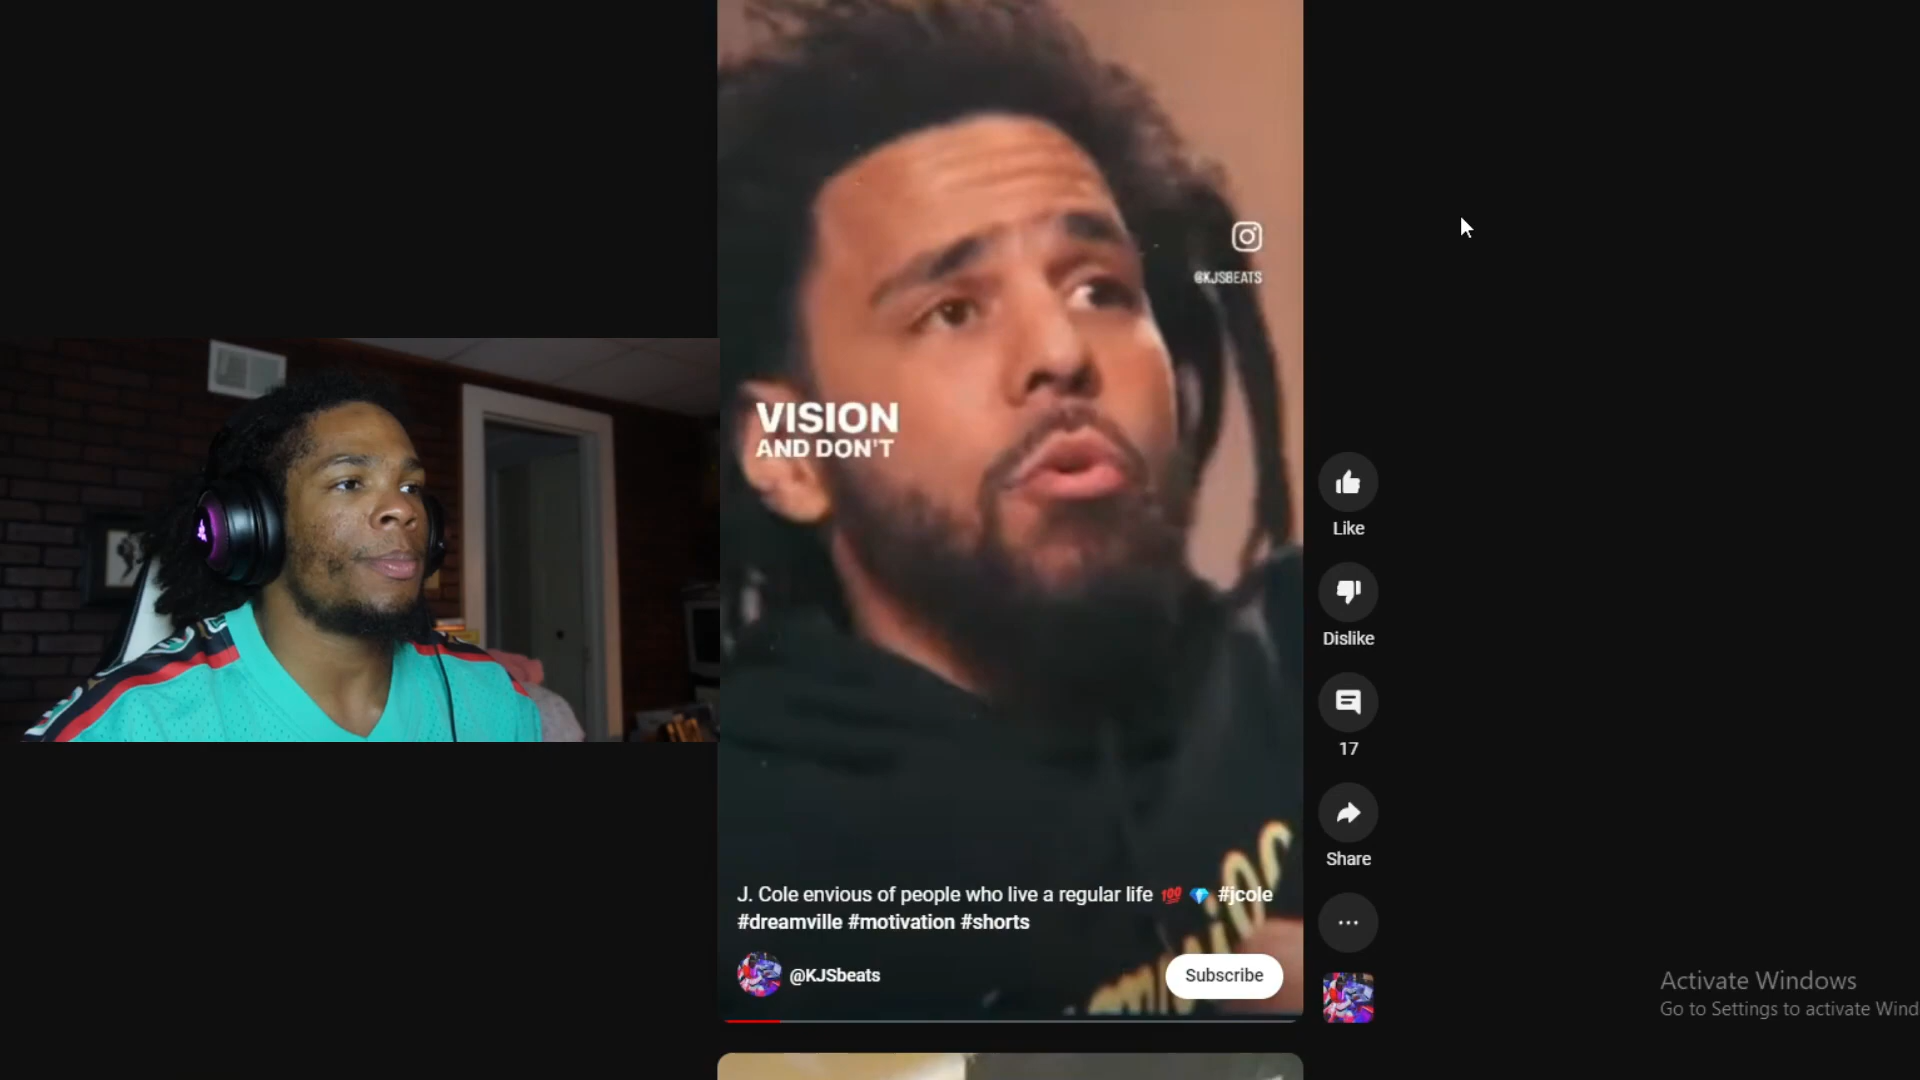 @KJSBEATS
VISION
AND DON'T
Like
Dislike
17
Share
J. Cole envious of people who live a regular life 💯 💎 #jcole
#dreamville #motivation #shorts
@KJSbeats
Subscribe
Activate Windows
Go to Settings to activate Wind